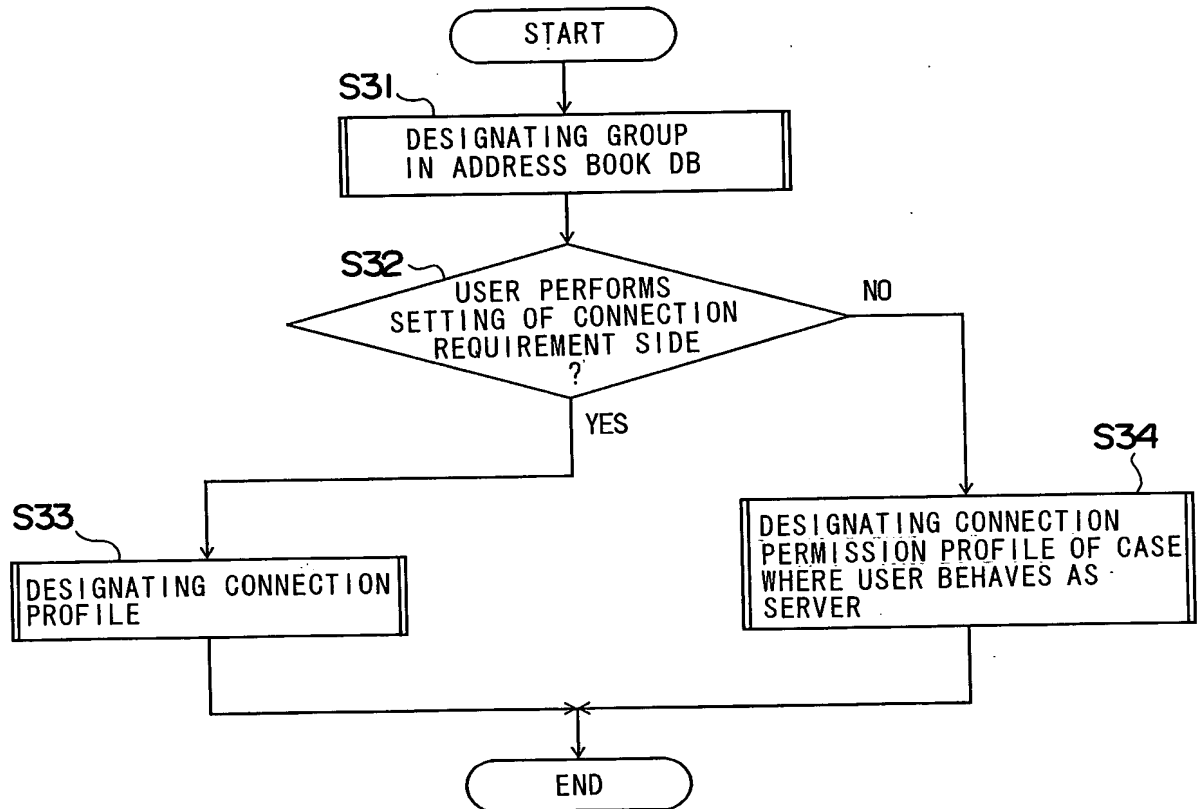 START
S31
DESIGNATING GROUP
IN ADDRESS BOOK DB
S32
USER PERFORMS
SETTING OF CONNECTION
REQUIREMENT SIDE
?
NO
YES
S34
S33
DESIGNATING CONNECTION
PERMISSION PROFILE OF CASE
WHERE USER BEHAVES AS
SERVER
DESIGNATING CONNECTION
PROFILE
END